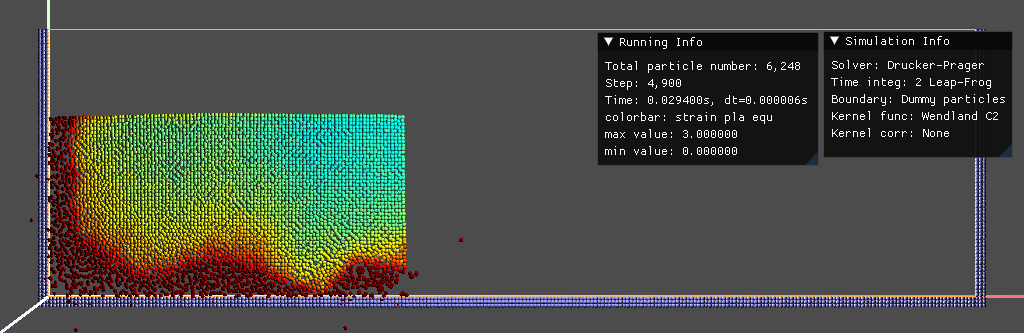 ▼ Running Info
Total particle number: 6,248
Step: 4,900
Time: 0.029400s, dt=0.000006s
colorbar: strain pla equ
max value: 3.000000
min value: 0.000000
▼ Simulation Info
Solver: Drucker-Prager
Time integ: 2 Leap-Frog
Boundary: Dummy particles
Kernel func: Wendland C2
Kernel corr: None